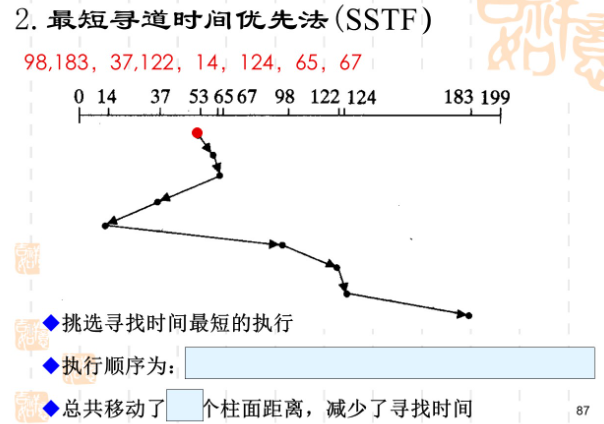 2.最短寻道时间优先法(SSTF)
98,183, 37,122, 14, 124, 65, 67
0 14 37 53 65 67 98 122 124 183 199
◆挑选寻找时间最短的执行
◆执行顺序为:
◆总共移动了 个柱面距离，减少了寻找时间
87